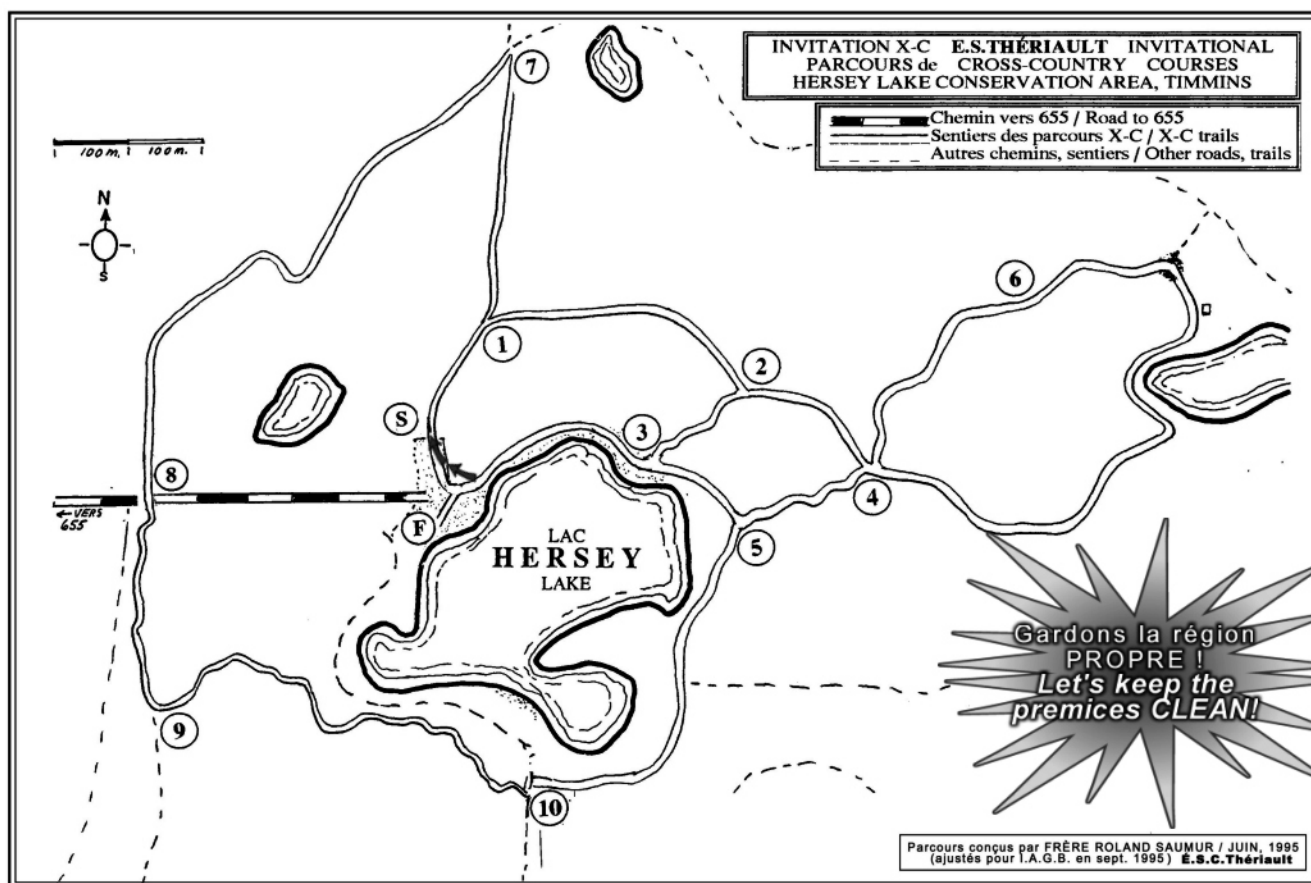 INVITATION X-C E.S.THÉRIAULT INVITATIONAL
PARCOURS de CROSS-COUNTRY COURSES
HERSEY LAKE CONSERVATION AREA, TIMMINS
Chemin vers 655 / Road to 655
Sentiers des parcours X-C / X-C trails
Autres chemins, sentiers / Other roads, trails
100 m. 100 m.
N
S
7
6
1
2
S
3
8
4
← VERS
655
F
5
LAC
HERSEY
LAKE
9
10
Gardons la région
PROPRE !
Let's keep the
premices CLEAN!
Parcours conçus par FRÈRE ROLAND SAUMUR / JUIN, 1995
(ajustés pour I.A.G.B. en sept. 1995) É.S.C.Thériault